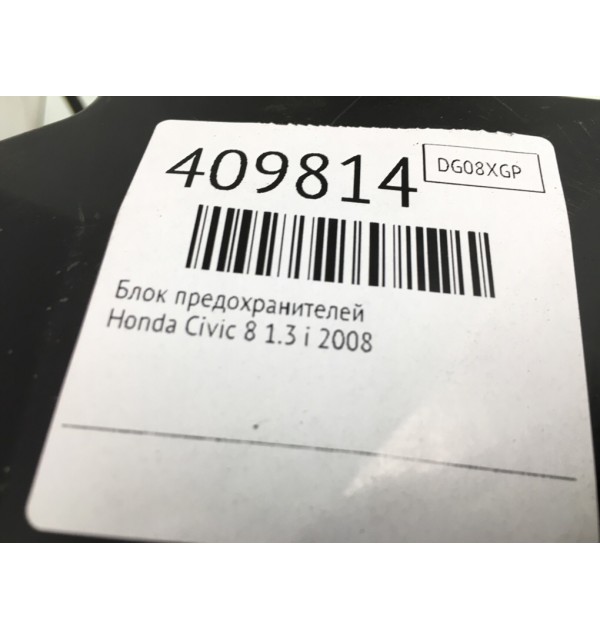 409814
DG08XGP
Блок предохранителей
Honda Civic 8 1.3 i 2008